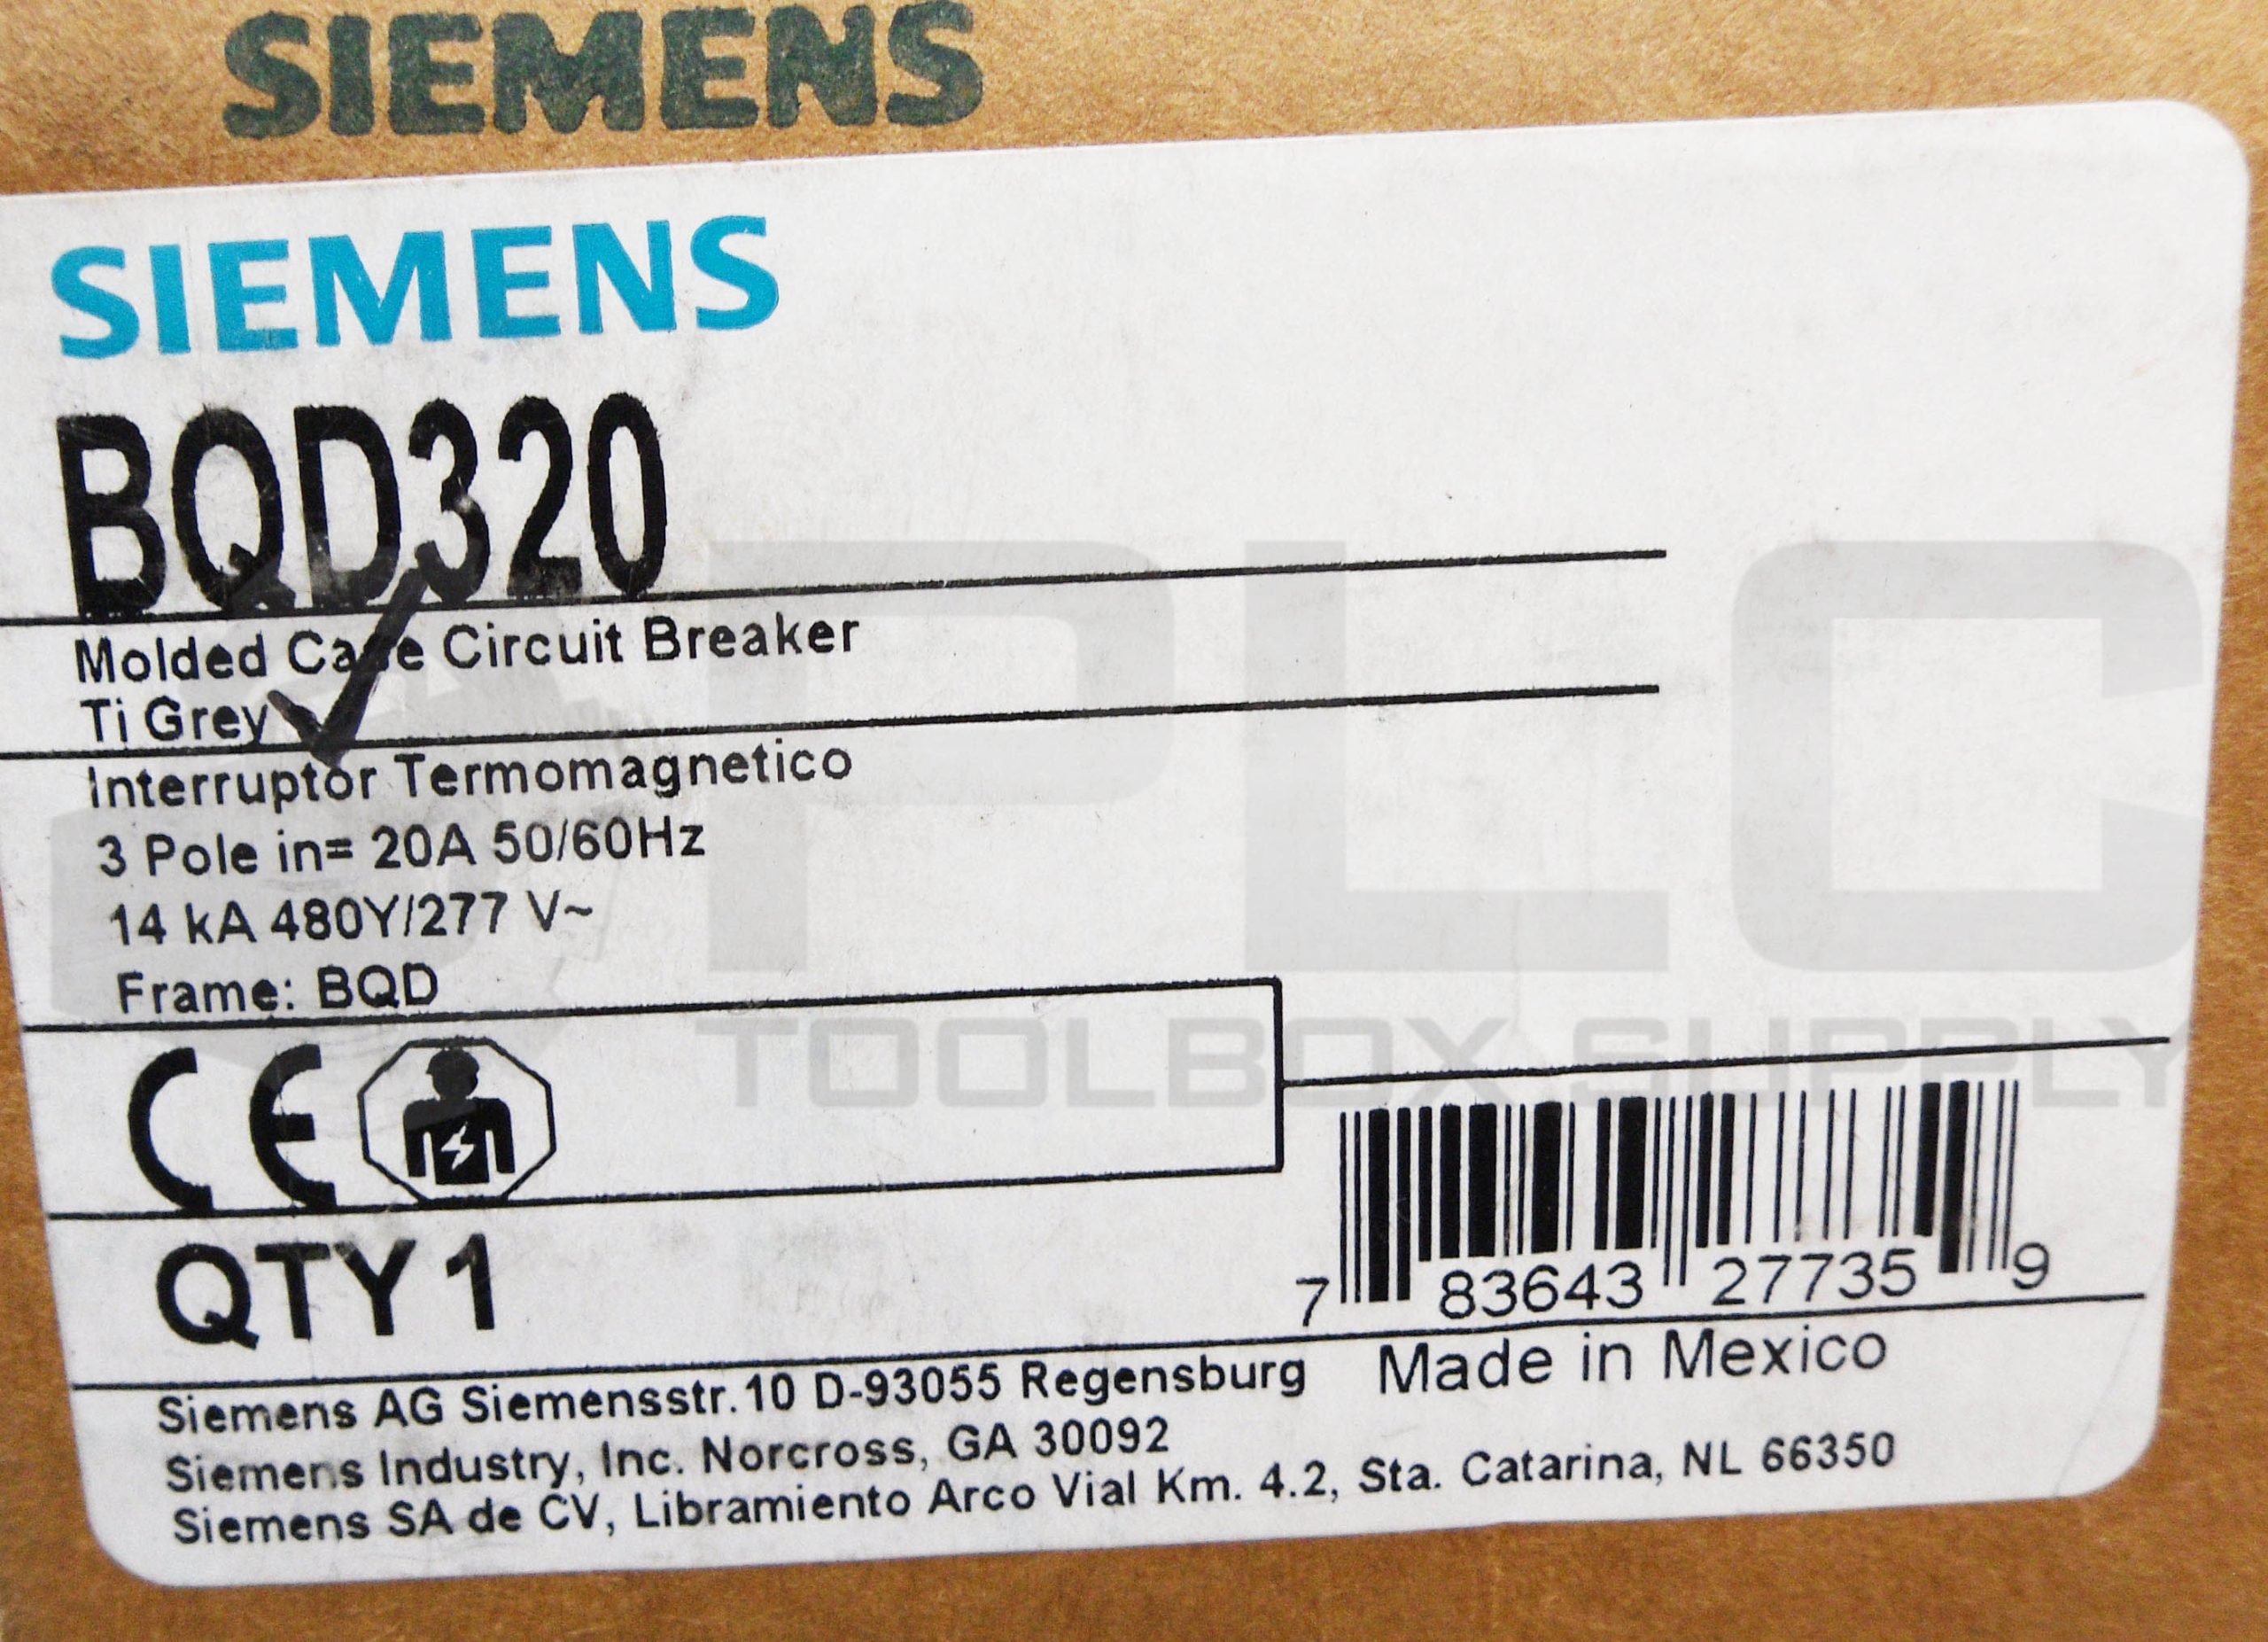 SIEMENS
SIEMENS
BQD320
Molded Case Circuit Breaker
Ti Grey
Interruptor Termomagnetico
3 Pole in= 20A 50/60Hz
14 kA 480Y/277 V~
Frame: BQD
CE
QTY 1
7 83643 27735 9
Siemens AG Siemensstr.10 D-93055 Regensburg Made in Mexico
Siemens Industry, Inc. Norcross, GA 30092
Siemens SA de CV, Libramiento Arco Vial Km. 4.2, Sta. Catarina, NL 66350
PLC
TOOLBOX SUPPLY